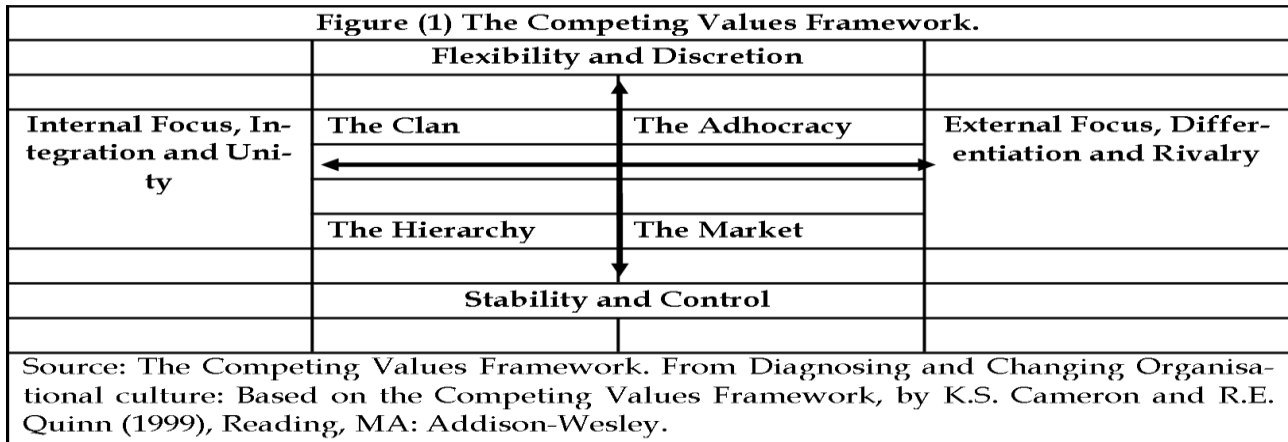 Figure (1) The Competing Values Framework.
Flexibility and Discretion
Internal Focus, In-
tegration and Uni-
ty
The Clan
The Adhocracy
External Focus, Differ-
entiation and Rivalry
The Hierarchy
The Market
Stability and Control
Source: The Competing Values Framework. From Diagnosing and Changing Organisa-
tional culture: Based on the Competing Values Framework, by K.S. Cameron and R.E.
Quinn (1999), Reading, MA: Addison-Wesley.